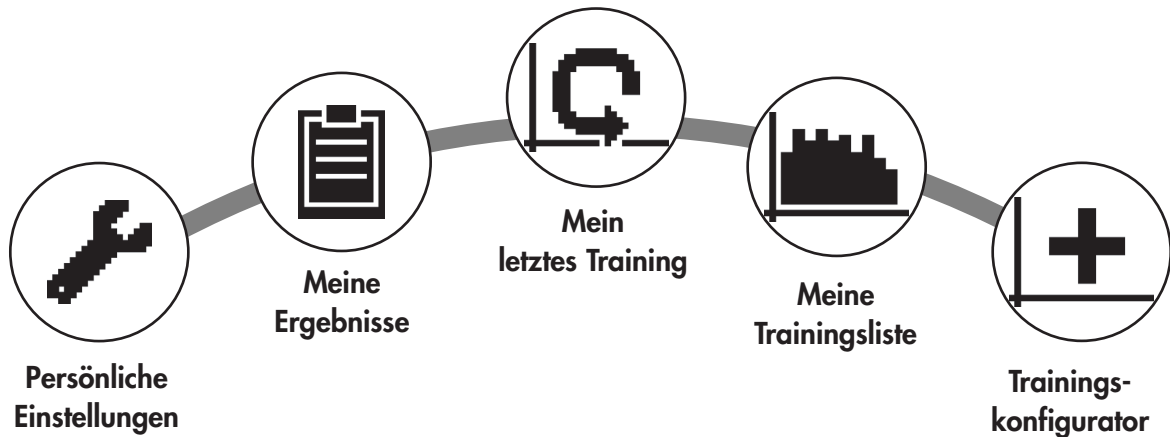 Persönliche
Einstellungen
Meine
Ergebnisse
Mein
letztes Training
Meine
Trainingsliste
Trainings-
konfigurator